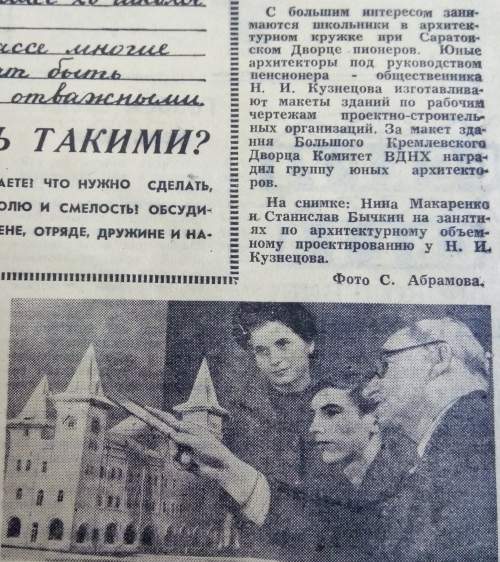 ассе многие
ят быть
отважными.
Ь ТАКИМИ?
АЕТЕ! ЧТО НУЖНО СДЕЛАТЬ,
ОЛЮ И СМЕЛОСТЬ! ОБСУДИ-
ЕНЕ, ОТРЯДЕ, ДРУЖИНЕ И НА-
С большим интересом зани-
маются школьники в архитек-
турном кружке при Саратов-
ском Дворце пионеров. Юные
архитекторы под руководством
пенсионера - общественника
Н. И. Кузнецова изготавлива-
ют макеты зданий по рабочим
чертежам проектно-строитель-
ных организаций. За макет зда-
ния Большого Кремлевского
Дворца Комитет ВДНХ награ-
дил группу юных архитекто-
ров.
На снимке: Нина Макаренко
и Станислав Бычкин на заняти-
ях по архитектурному объем-
ному проектированию у Н. И.
Кузнецова.
Фото С. Абрамова.